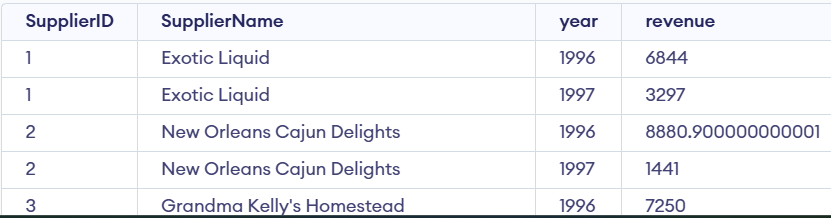 SupplierID SupplierName year revenue
1 Exotic Liquid 1996 6844
1 Exotic Liquid 1997 3297
2 New Orleans Cajun Delights 1996 8880.900000000001
2 New Orleans Cajun Delights 1997 1441
3 Grandma Kelly's Homestead 1996 7250